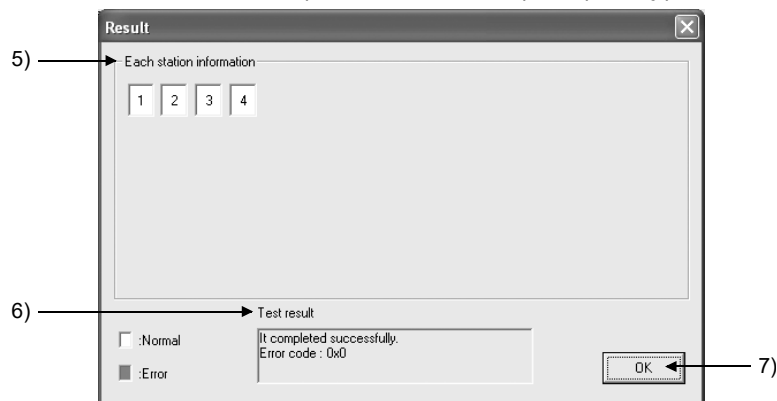 Result
5)
Each station information
1 2 3 4
6)
Test result
:Normal
It completed successfully.
Error code : 0x0
:Error
OK
7)